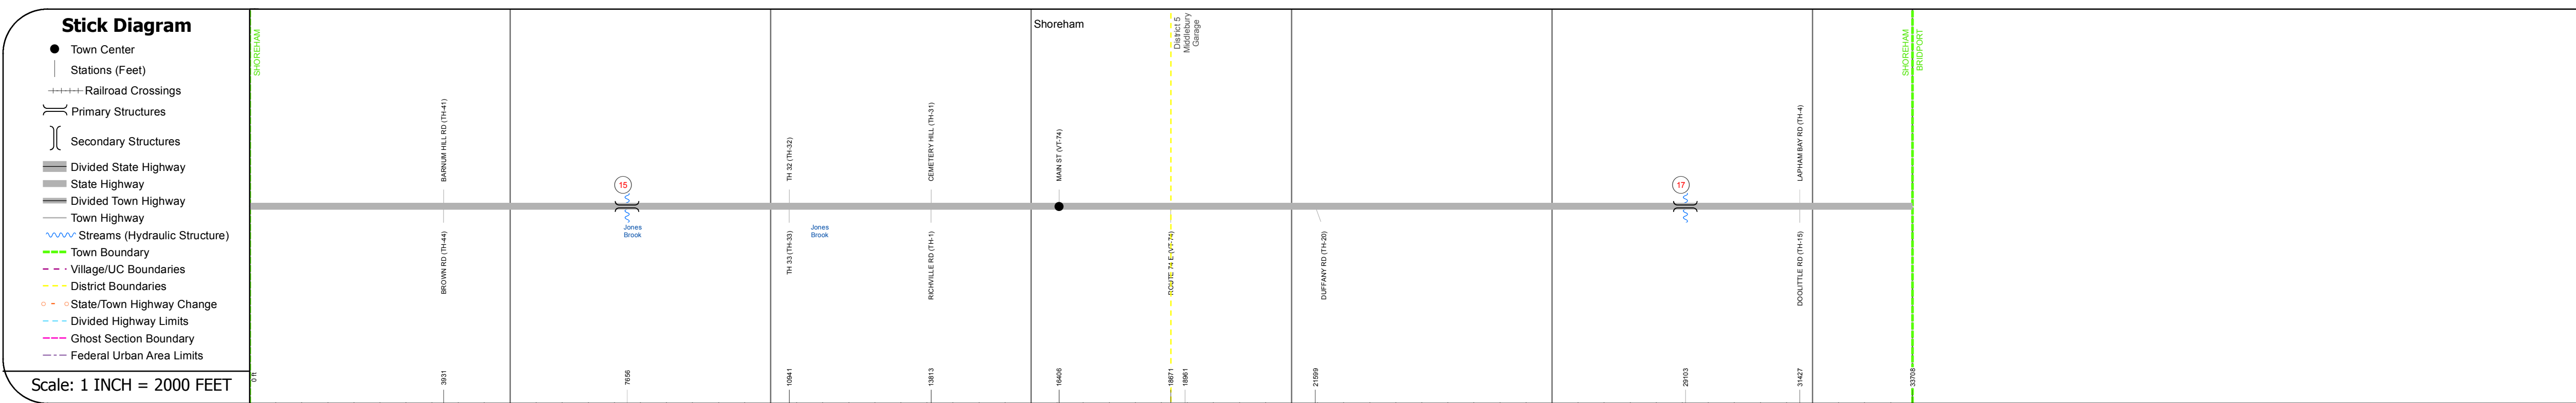 Stick Diagram
Town Center
Stations (Feet)
Railroad Crossings
Primary Structures
Secondary Structures
Divided State Highway
State Highway
Divided Town Highway
Town Highway
Streams (Hydraulic Structure)
Town Boundary
Village/UC Boundaries
District Boundaries
State/Town Highway Change
Divided Highway Limits
Ghost Section Boundary
Federal Urban Area Limits
Scale: 1 INCH = 2000 FEET
SHOREHAM
0 ft
BARNUM HILL RD (TH-41)
BROWN RD (TH-44)
3931
15
Jones
Brook
7656
TH 32 (TH-32)
TH 33 (TH-33)
10941
Jones
Brook
CEMETERY HILL (TH-31)
RICHVILLE RD (TH-1)
13813
Shoreham
MAIN ST (VT-74)
16406
District 5
Middlebury
Garage
ROUTE 74 E (VT-74)
18671
18961
DUFFANY RD (TH-20)
21599
17
29103
LAPHAM BAY RD (TH-4)
DOOLITTLE RD (TH-15)
31427
SHOREHAM
BRIDPORT
33708